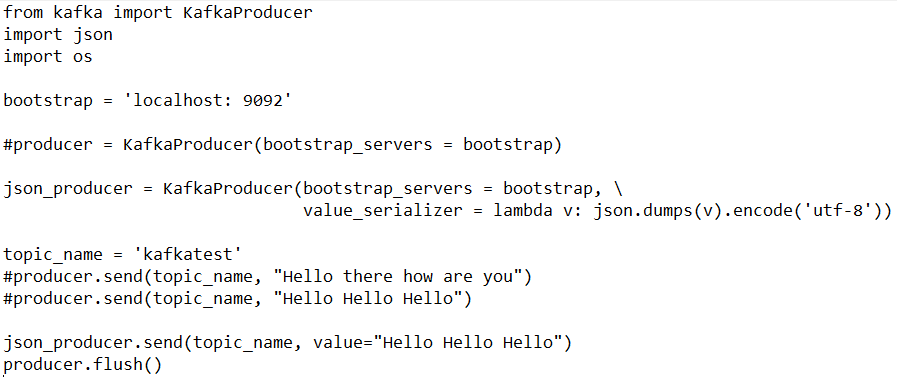 from kafka import KafkaProducer
import json
import os
bootstrap = 'localhost: 9092'
#producer = KafkaProducer(bootstrap_servers = bootstrap)
json_producer = KafkaProducer(bootstrap_servers = bootstrap, \
                              value_serializer = lambda v: json.dumps(v).encode('utf-8'))
topic_name = 'kafkatest'
#producer.send(topic_name, "Hello there how are you")
#producer.send(topic_name, "Hello Hello Hello")
json_producer.send(topic_name, value="Hello Hello Hello")
producer.flush()